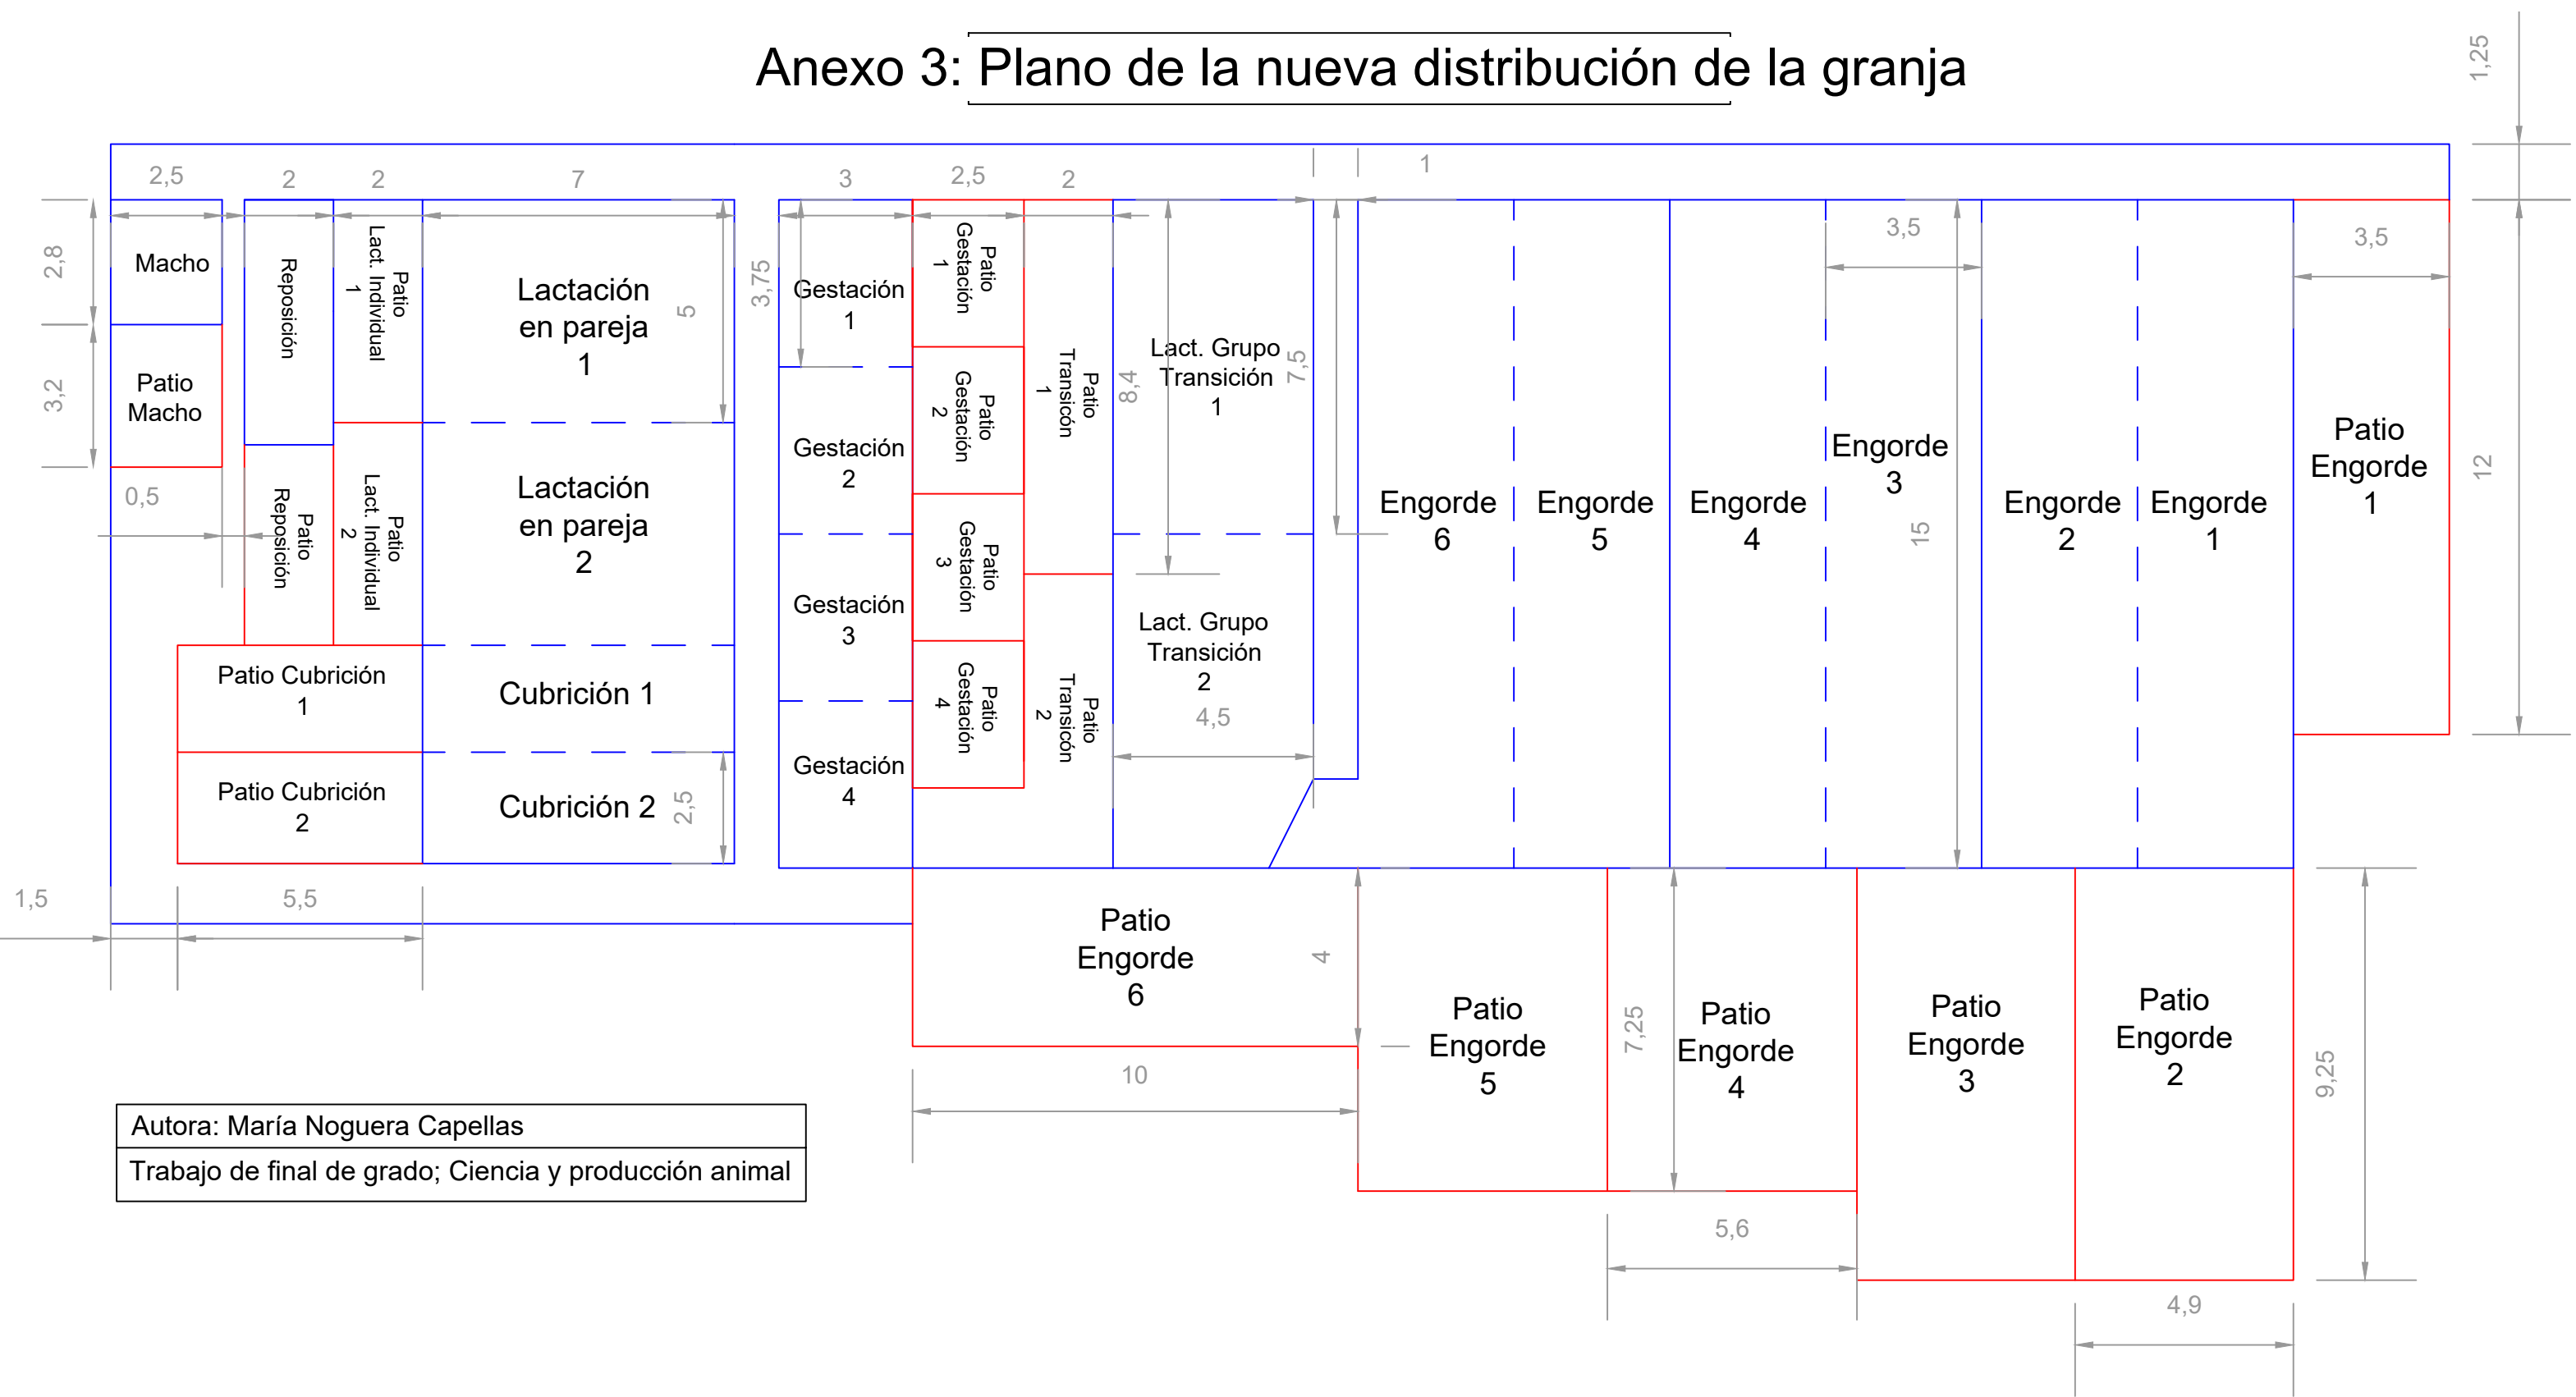 Anexo 3: Plano de la nueva distribución de la granja
1,25
2,5
2
2
7
3
2,5
2
1
3,5
3,5
2,8
3,2
0,5
Macho
Patio
Macho
Reposición
Patio
Reposición
Patio
Lact. Individual
1
Patio
Lact. Individual
2
Lactación
en pareja
1
5
Lactación
en pareja
2
Patio Cubrición
1
Cubrición 1
Patio Cubrición
2
Cubrición 2
2,5
1,5
5,5
3,75
Gestación
1
Gestación
2
Gestación
3
Gestación
4
Patio
Gestación
1
Patio
Gestación
2
Patio
Gestación
3
Patio
Gestación
4
Patio
Transicón
1
Patio
Transicón
2
8,4
Lact. Grupo
Transición
1
7,5
Lact. Grupo
Transición
2
4,5
Engorde
6
Engorde
5
Engorde
4
Engorde
3
15
Engorde
2
Engorde
1
Patio
Engorde
1
12
Patio
Engorde
6
4
10
Patio
Engorde
5
7,25
Patio
Engorde
4
5,6
Patio
Engorde
3
Patio
Engorde
2
9,25
4,9
Autora: María Noguera Capellas
Trabajo de final de grado; Ciencia y producción animal